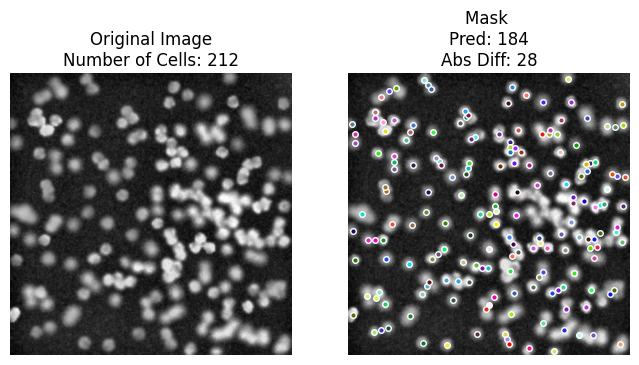 Original Image
Number of Cells: 212
Mask
Pred: 184
Abs Diff: 28